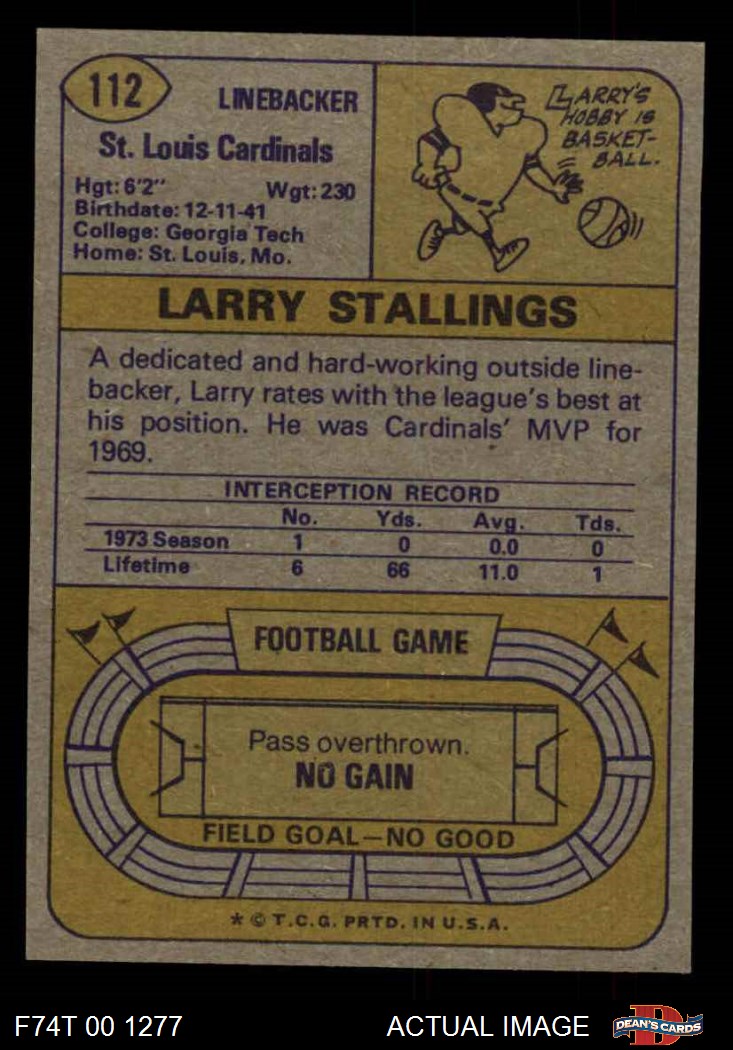 112
LINEBACKER
St. Louis Cardinals
Hgt: 6'2" Wgt: 230
Birthdate: 12-11-41
College: Georgia Tech
Home: St. Louis, Mo.
LARRY'S
HOBBY IS
BASKET-
BALL.
LARRY STALLINGS
A dedicated and hard-working outside line-
backer, Larry rates with the league's best at
his position. He was Cardinals' MVP for
1969.
INTERCEPTION RECORD
No. Yds. Avg. Tds.
1973 Season 1 0 0.0 0
Lifetime 6 66 11.0 1
FOOTBALL GAME
Pass overthrown.
NO GAIN
FIELD GOAL—NO GOOD
* © T.C.G. PRTD. IN U.S.A.
F74T 00 1277 ACTUAL IMAGE
D
DEAN'S CARDS